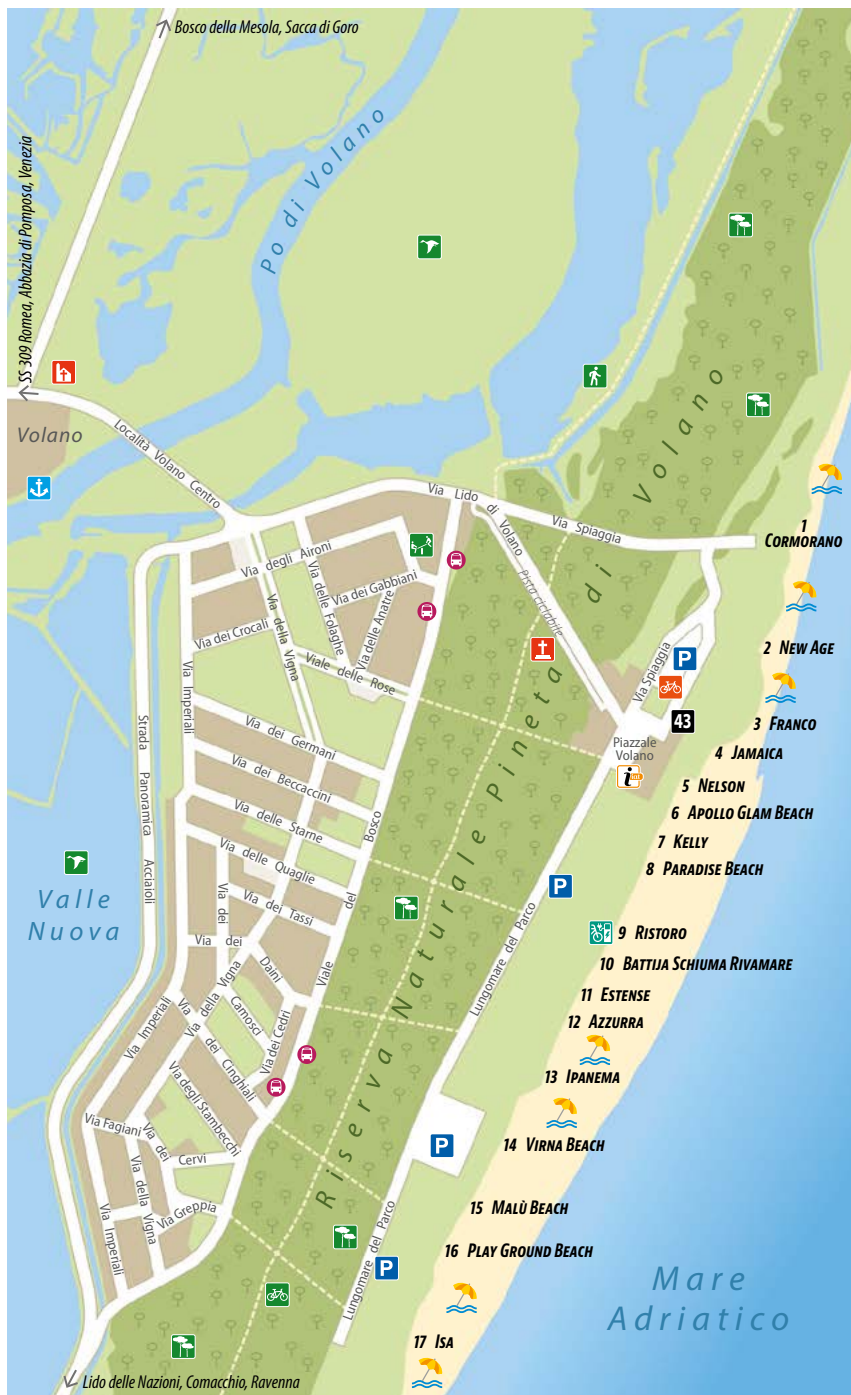 Bosco della Mesola, Sacca di Goro
SS 309 Romea, Abbazia di Pomposa, Venezia
Po di Volano
Volano
Località Volano Centro
Via Lido di Volano
Via Spiaggia
Pista ciclabile
1
CORMORANO
Via degli Aironi
Via dei Gabbiani
Via delle Folaghe
Via delle Anatre
Via dei Crocali
Via della Vigna
Viale delle Rose
Via Imperiali
Strada Panoramica Acciaioli
Via Spiaggia
P
2 NEW AGE
43
3 FRANCO
Piazzale
Volano
i
4 JAMAICA
5 NELSON
6 APOLLO GLAM BEACH
7 KELLY
8 PARADISE BEACH
Via dei Germani
Via dei Beccaccini
Via delle Starne
Via delle Quaglie
Via dei Tassi
Viale del Bosco
Riserva Naturale Pineta di Volano
P
Valle
Nuova
9 RISTORO
10 BATTIJA SCHIUMA RIVAMARE
11 ESTENSE
12 AZZURRA
13 IPANEMA
Lungomare del Parco
Via dei Daini
Via dei Camosci
Via della Vigna
Via dei Cedri
Via Imperiali
Via dei Cinghiali
Via degli Stambecchi
Via Fagiani
Via dei Cervi
Via della Vigna
Via Greppia
Via Imperiali
P
14 VIRNA BEACH
15 MALÙ BEACH
16 PLAY GROUND BEACH
Lungomare del Parco
P
Mare
Adriatico
17 ISA
Lido delle Nazioni, Comacchio, Ravenna